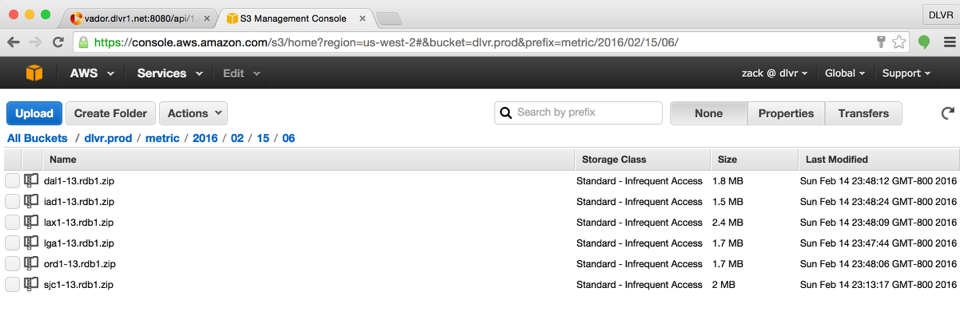 vador.dlvr1.net:8080/api/1. S3 Management Console DLVR
https://console.aws.amazon.com/s3/home?region=us-west-2#&bucket=dlvr.prod&prefix=metric/2016/02/15/06/
AWS Services Edit zack @ dlvr Global Support
Upload Create Folder Actions Search by prefix None Properties Transfers
All Buckets / dlvr.prod / metric / 2016 / 02 / 15 / 06
Name Storage Class Size Last Modified
dal1-13.rdb1.zip Standard - Infrequent Access 1.8 MB Sun Feb 14 23:48:12 GMT-800 2016
iad1-13.rdb1.zip Standard - Infrequent Access 1.5 MB Sun Feb 14 23:48:24 GMT-800 2016
lax1-13.rdb1.zip Standard - Infrequent Access 2.4 MB Sun Feb 14 23:48:09 GMT-800 2016
lga1-13.rdb1.zip Standard - Infrequent Access 1.7 MB Sun Feb 14 23:47:44 GMT-800 2016
ord1-13.rdb1.zip Standard - Infrequent Access 1.7 MB Sun Feb 14 23:48:06 GMT-800 2016
sjc1-13.rdb1.zip Standard - Infrequent Access 2 MB Sun Feb 14 23:13:17 GMT-800 2016